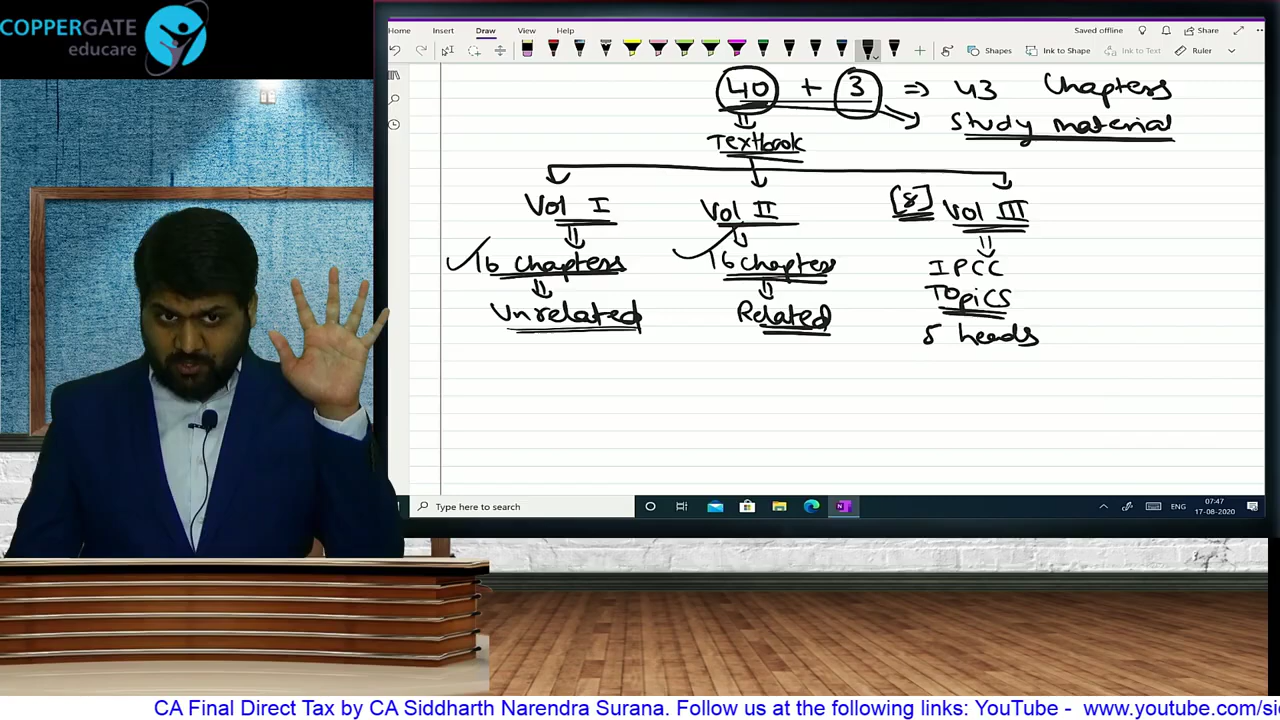 COPPERGATE
educare
Home Insert Draw View Help Saved offline Share
Shapes Ink to Shape Ink to Text Ruler
40 + 3 ⇒ 43 Chapters
Study material
Textbook
Vol I Vol II [8] Vol III
16 Chapters 16 Chapters IPCC
Topics
Unrelated Related 5 heads
Type here to search
ENG 07:47
17-08-2020
CA Final Direct Tax by CA Siddharth Narendra Surana. Follow us at the following links: YouTube - www.youtube.com/si